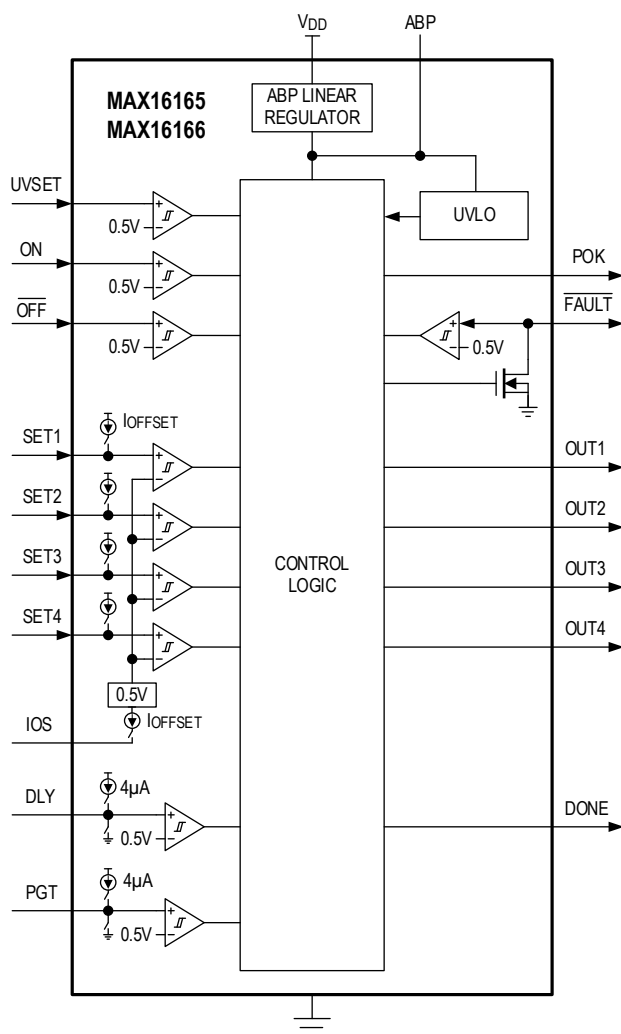 VDD
ABP
MAX16165
MAX16166
ABP LINEAR
REGULATOR
UVSET
+
0.5V
−
UVLO
ON
+
0.5V
−
POK
OFF
+
0.5V
−
FAULT
+
−
0.5V
IOFFSET
SET1
+
−
OUT1
SET2
+
−
OUT2
SET3
+
−
OUT3
CONTROL
LOGIC
SET4
+
−
OUT4
0.5V
IOS
IOFFSET
4µA
DLY
+
0.5V
−
DONE
4µA
PGT
+
0.5V
−